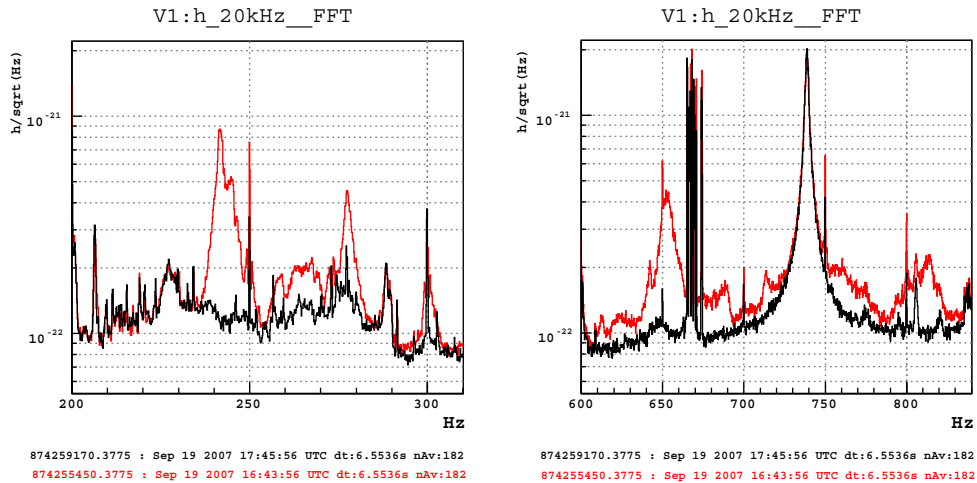 V1:h_20kHz__FFT
h/sqrt(Hz)
10-21
10-22
200 250 300
Hz
874259170.3775 : Sep 19 2007 17:45:56 UTC dt:6.5536s nAv:182
874255450.3775 : Sep 19 2007 16:43:56 UTC dt:6.5536s nAv:182
V1:h_20kHz__FFT
h/sqrt(Hz)
10-21
10-22
600 650 700 750 800
Hz
874259170.3775 : Sep 19 2007 17:45:56 UTC dt:6.5536s nAv:182
874255450.3775 : Sep 19 2007 16:43:56 UTC dt:6.5536s nAv:182